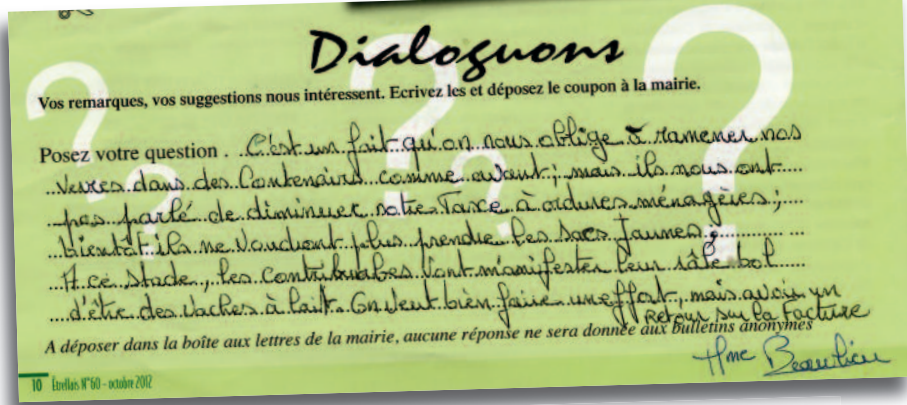 Dialoguons
Vos remarques, vos suggestions nous intéressent. Ecrivez les et déposez le coupon à la mairie.
Posez votre question . C'est un fait qu'on nous oblige à ramener nos
verres dans des Contenairs comme avant; mais ils nous ont
pas parlé de diminuer notre Taxe à ordures ménagères;
bientôt ils ne voudront plus prendre les sacs Jaunes;
A ce stade, les Contribuables vont manifester leur râle bol
d'être des vaches à lait. On veut bien faire un effort, mais avoir un
Retour sur la facture
A déposer dans la boîte aux lettres de la mairie, aucune réponse ne sera donnée aux bulletins anonymes
Mme Beaulieu
10 Étrellais N°60 - octobre 2012